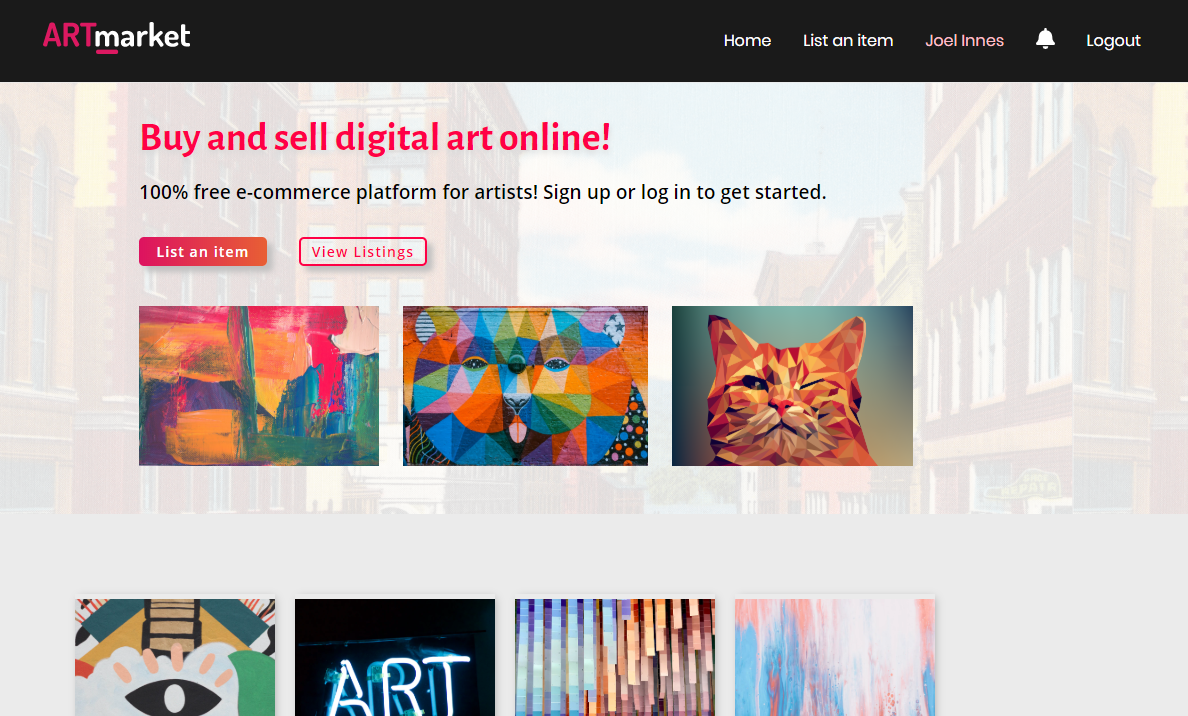 ARTmarket
Home
List an item
Joel Innes
Logout
Buy and sell digital art online!
100% free e-commerce platform for artists! Sign up or log in to get started.
List an item
View Listings
ART